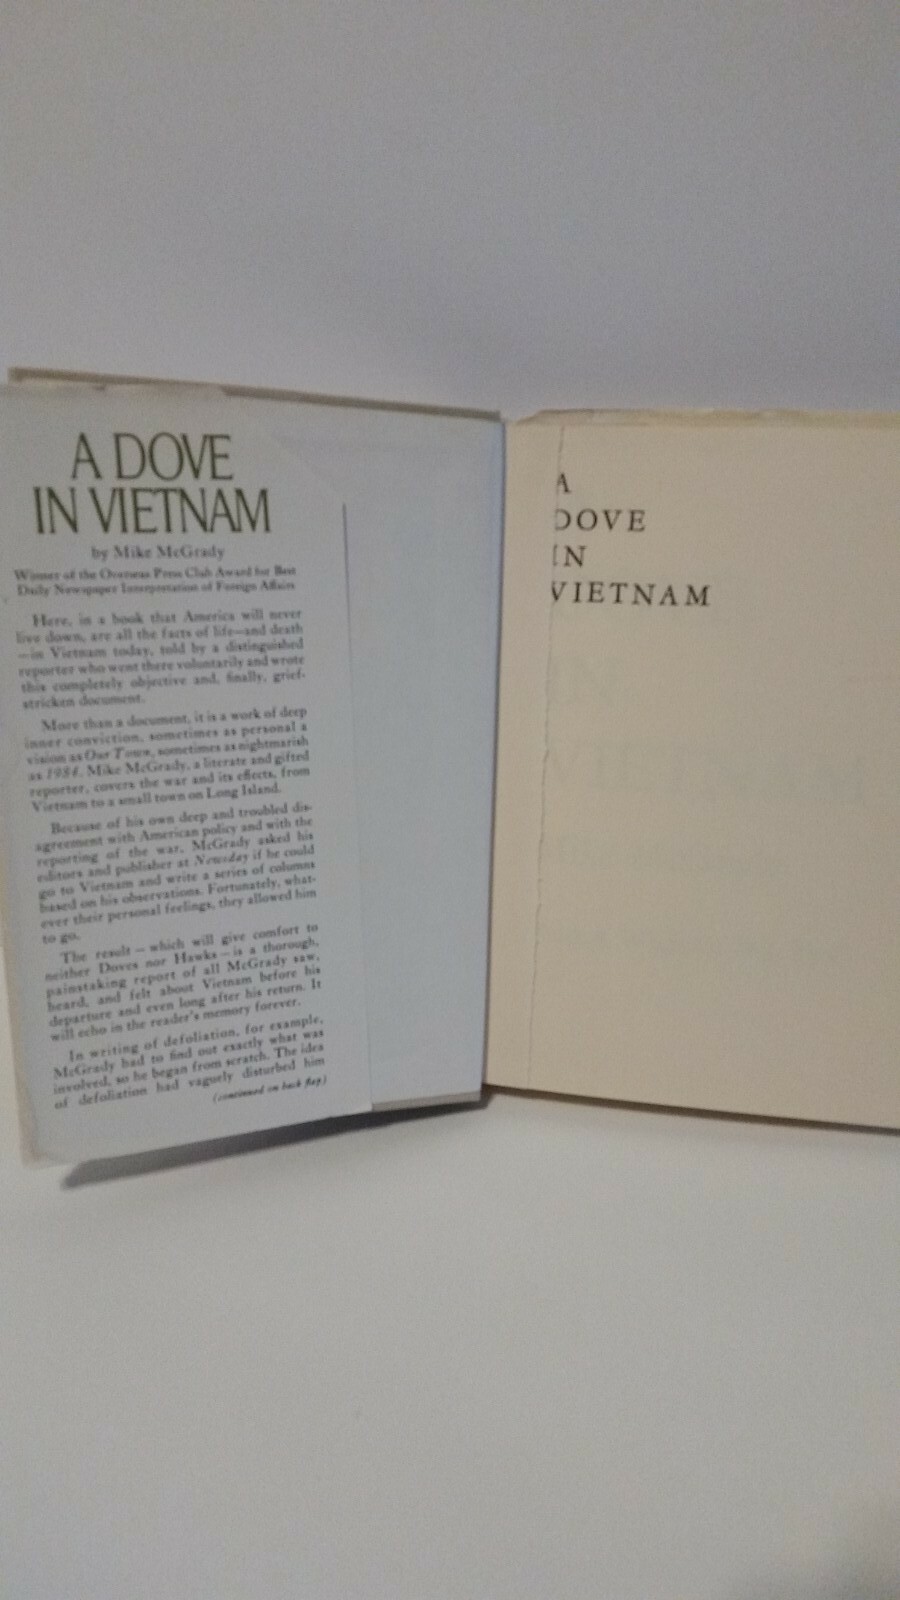 A DOVE
IN VIETNAM
by Mike McGrady
Winner of the Overseas Press Club Award for Best
Daily Newspaper Interpretation of Foreign Affairs
Here, in a book that America will never
live down, are all the facts of life—and death
—in Vietnam today, told by a distinguished
reporter who went there voluntarily and wrote
this completely objective and, finally, grief-
stricken document.
More than a document, it is a work of deep
inner conviction, sometimes as personal a
vision as Our Town, sometimes as nightmarish
as 1984. Mike McGrady, a literate and gifted
reporter, covers the war and its effects, from
Vietnam to a small town on Long Island.
Because of his own deep and troubled dis-
agreement with American policy and with the
reporting of the war, McGrady asked his
editors and publisher at Newsday if he could
go to Vietnam and write a series of columns
based on his observations. Fortunately, what-
ever their personal feelings, they allowed him
to go.
The result — which will give comfort to
neither Doves nor Hawks — is a thorough,
painstaking report of all McGrady saw,
heard, and felt about Vietnam before his
departure and even long after his return. It
will echo in the reader's memory forever.
In writing of defoliation, for example,
McGrady had to find out exactly what was
involved, so he began from scratch. The idea
of defoliation had vaguely disturbed him
(continued on back flap)
A
DOVE
IN
VIETNAM